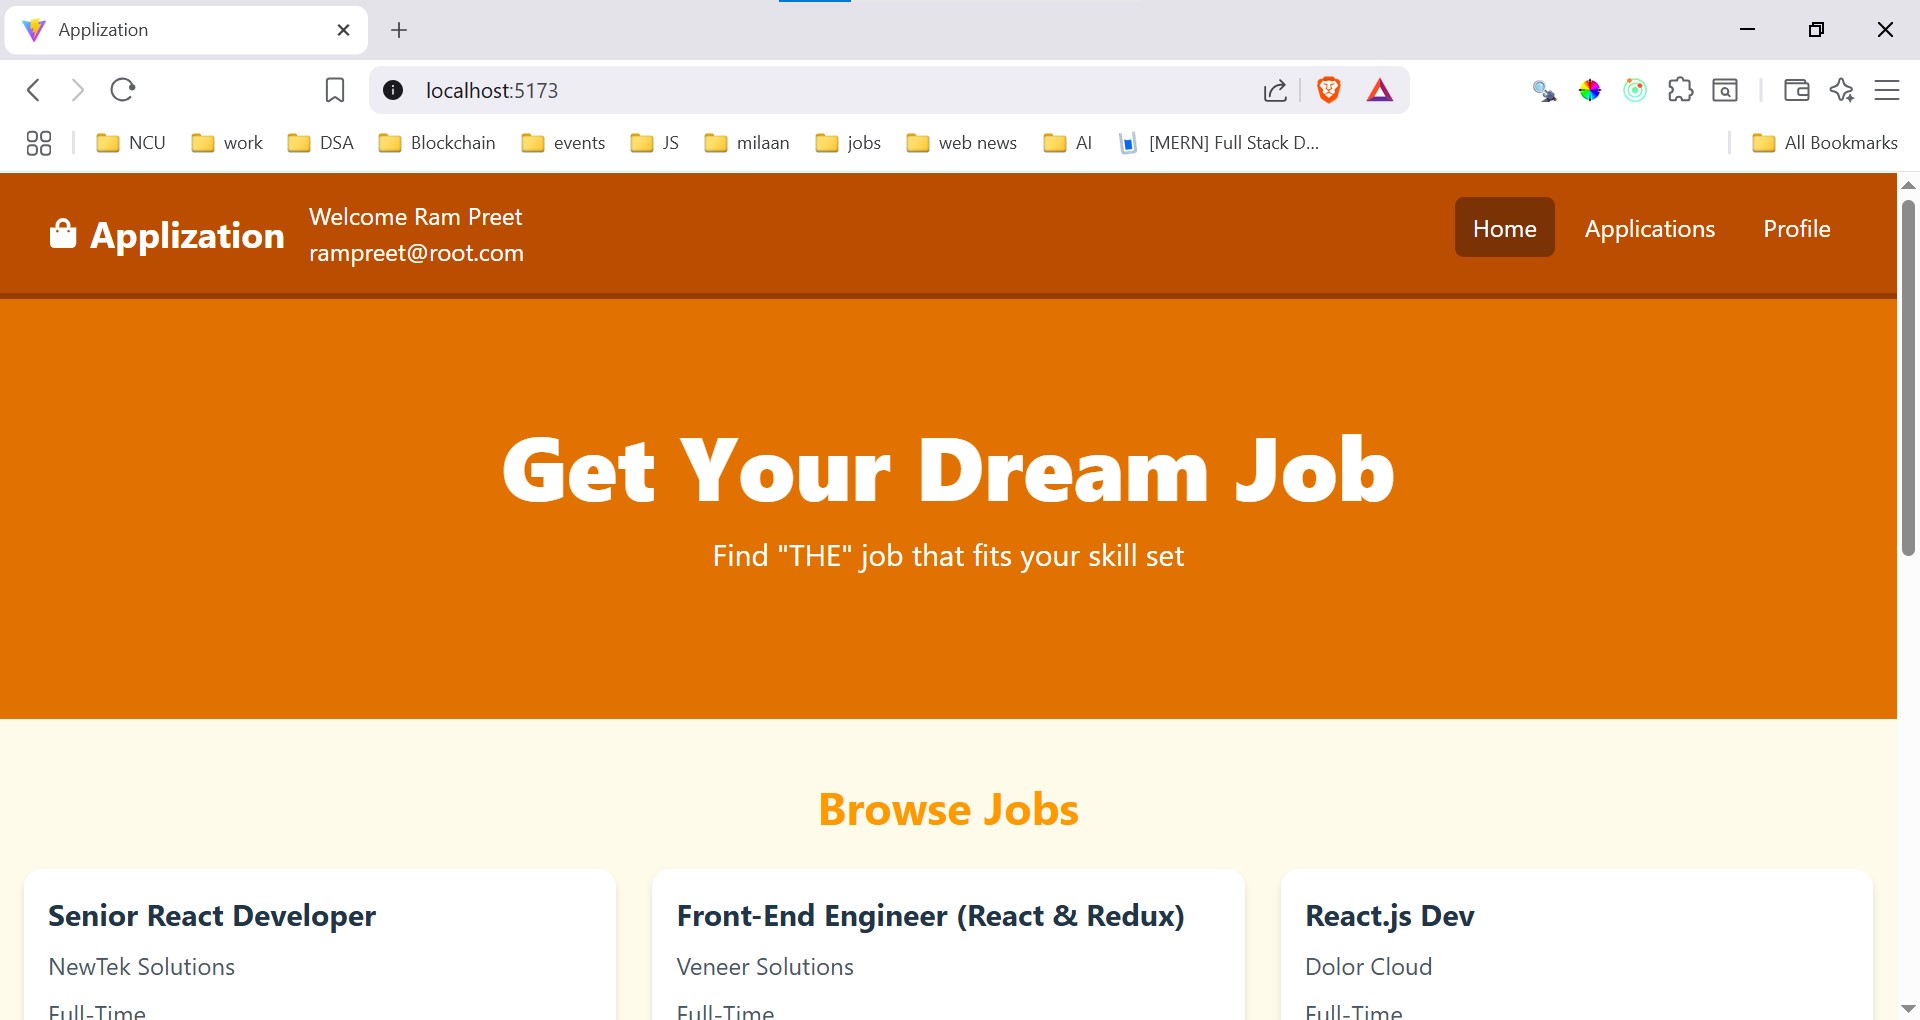 Applization
localhost:5173
NCU work DSA Blockchain events JS milaan jobs web news AI [MERN] Full Stack D... All Bookmarks
Applization
Welcome Ram Preet
rampreet@root.com
Home Applications Profile
Get Your Dream Job
Find "THE" job that fits your skill set
Browse Jobs
Senior React Developer
NewTek Solutions
Full-Time
Front-End Engineer (React & Redux)
Veneer Solutions
Full-Time
React.js Dev
Dolor Cloud
Full-Time